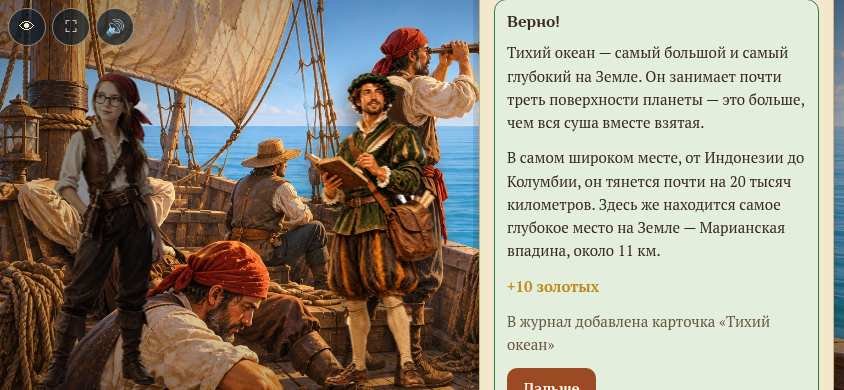 Верно!
Тихий океан — самый большой и самый
глубокий на Земле. Он занимает почти
треть поверхности планеты — это больше,
чем вся суша вместе взятая.
В самом широком месте, от Индонезии до
Колумбии, он тянется почти на 20 тысяч
километров. Здесь же находится самое
глубокое место на Земле — Марианская
впадина, около 11 км.
+10 золотых
В журнал добавлена карточка «Тихий
океан»
Дальше